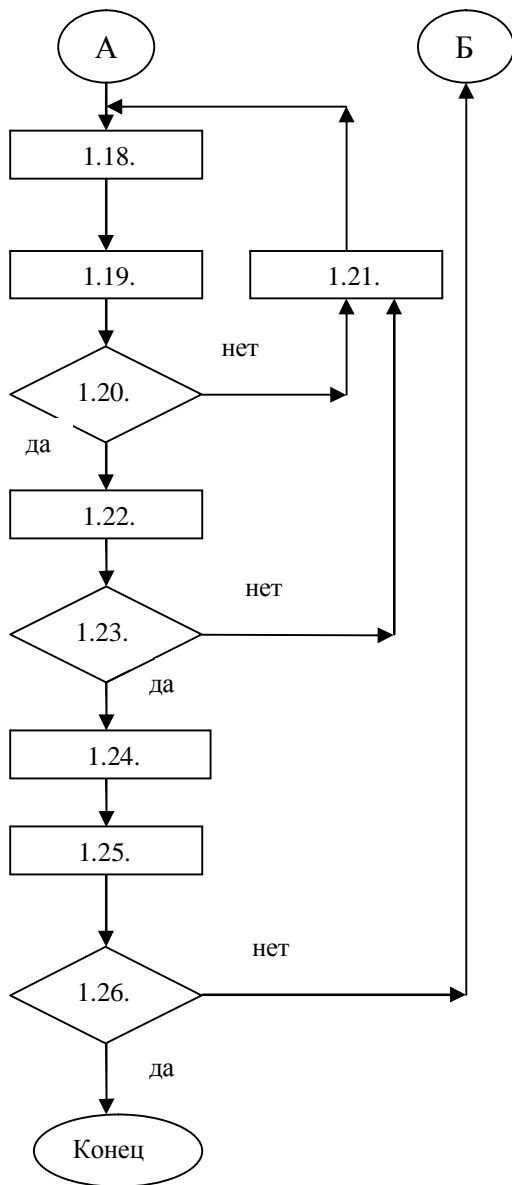 А
Б
1.18.
1.19.
1.21.
нет
1.20.
да
1.22.
нет
1.23.
да
1.24.
1.25.
нет
1.26.
да
Конец